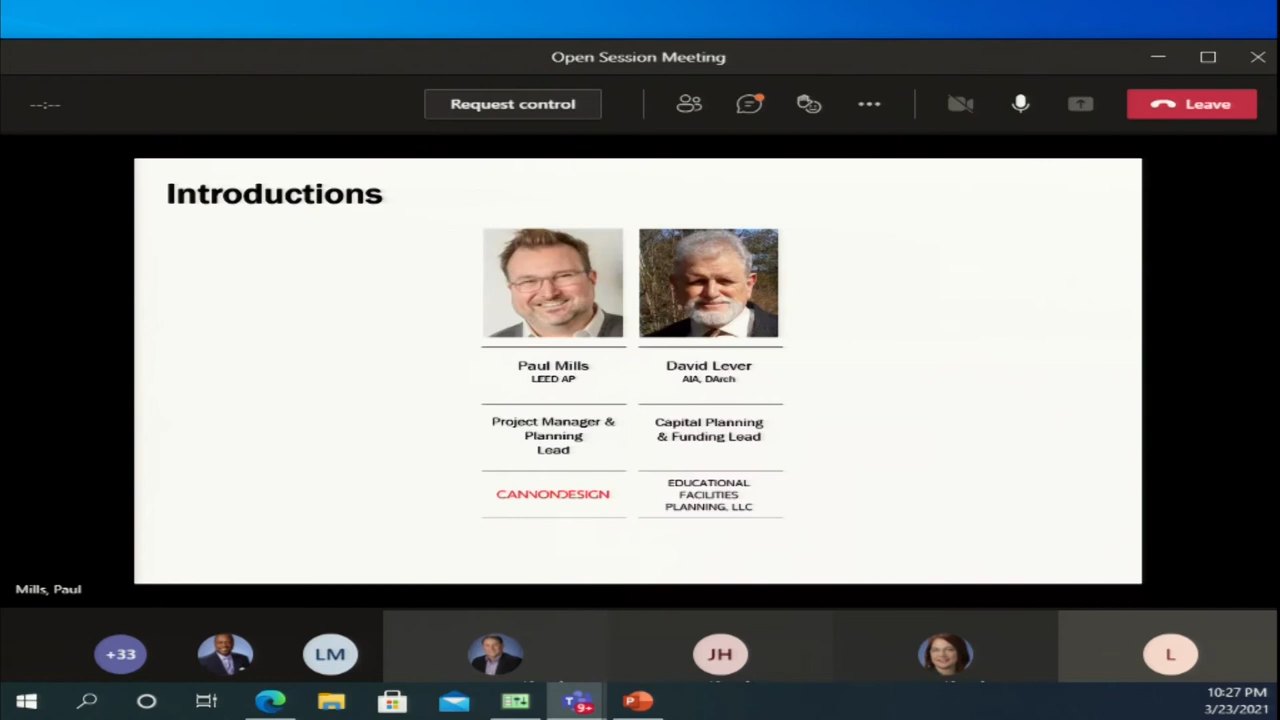 Open Session Meeting
--:--
Request control
Leave
Introductions
Paul Mills
LEED AP
David Lever
AIA, DArch
Project Manager &
Planning
Lead
Capital Planning
& Funding Lead
CANNONDESIGN
EDUCATIONAL
FACILITIES
PLANNING, LLC
Mills, Paul
+33
LM
JH
L
T
9+
P
10:27 PM
3/23/2021